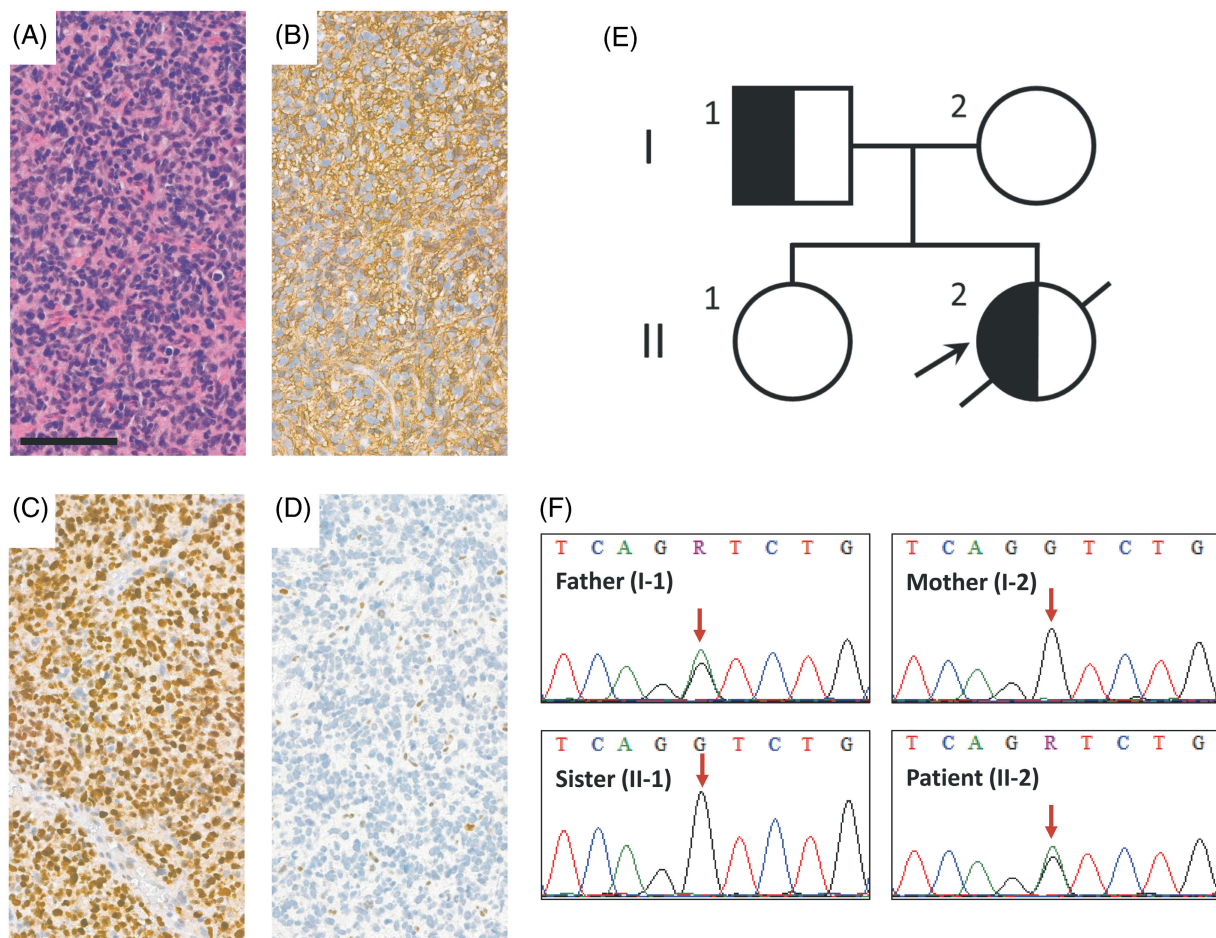 (A)
(B)
(E)
1
2
I
1
2
II
(C)
(D)
(F)
T C A G R T C T G
Father (I-1)
T C A G G T C T G
Mother (I-2)
T C A G G T C T G
Sister (II-1)
T C A G R T C T G
Patient (II-2)